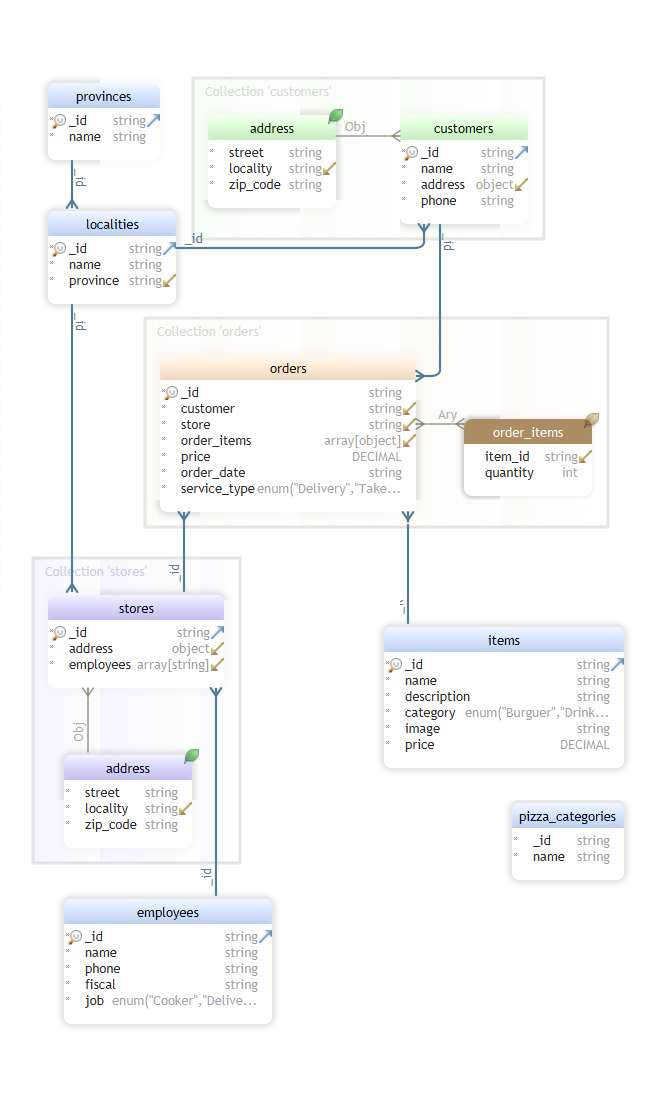 provinces
_id string
name string
_id
localities
_id string
name string
province string
_id
_id
Collection 'customers'
address
street string
locality string
zip_code string
Obj
customers
_id string
name string
address object
phone string
_id
Collection 'orders'
orders
_id string
customer string
store string
order_items array[object]
price DECIMAL
order_date string
service_type enum("Delivery","Take...
Ary
order_items
item_id string
quantity int
_id
Collection 'stores'
stores
_id string
address object
employees array[string]
Obj
address
street string
locality string
zip_code string
_id
items
_id string
name string
description string
category enum("Burguer","Drink...
image string
price DECIMAL
pizza_categories
_id string
name string
employees
_id string
name string
phone string
fiscal string
job enum("Cooker","Delive...